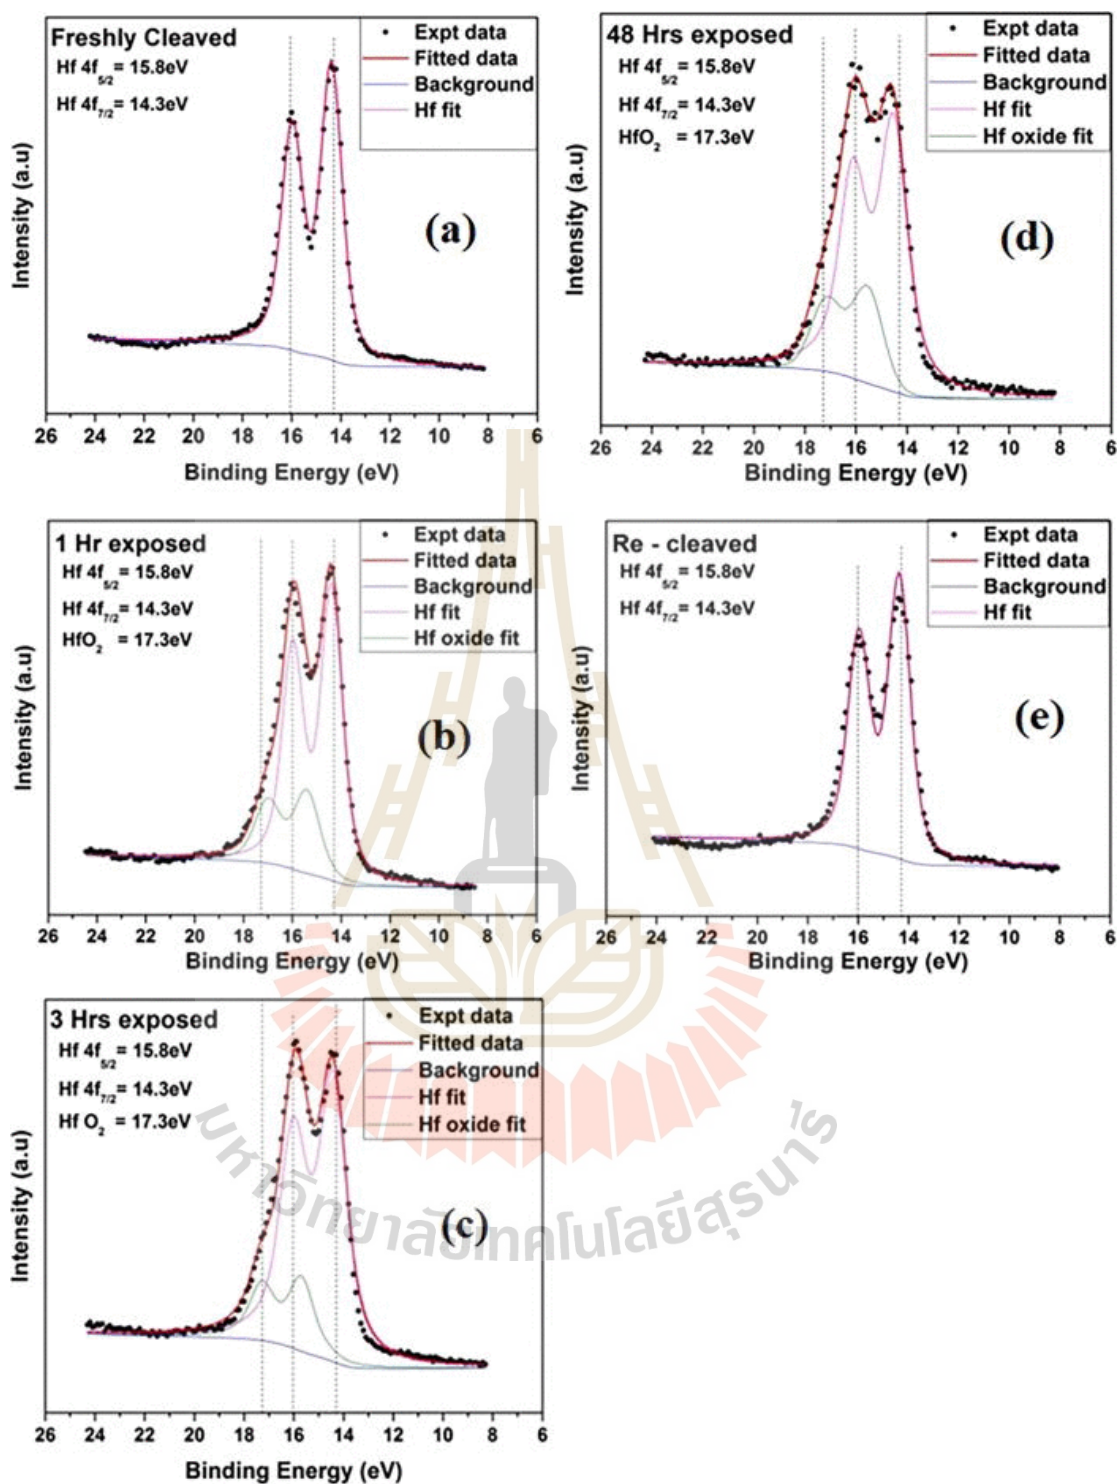 Freshly Cleaved
Hf 4f5/2 = 15.8eV
Hf 4f7/2 = 14.3eV
Expt data
Fitted data
Background
Hf fit
(a)
Intensity (a.u)
26 24 22 20 18 16 14 12 10 8 6
Binding Energy (eV)
48 Hrs exposed
Hf 4f5/2 = 15.8eV
Hf 4f7/2 = 14.3eV
HfO2 = 17.3eV
Expt data
Fitted data
Background
Hf fit
Hf oxide fit
(d)
Intensity (a.u)
26 24 22 20 18 16 14 12 10 8 6
Binding Energy (eV)
1 Hr exposed
Hf 4f5/2 = 15.8eV
Hf 4f7/2 = 14.3eV
HfO2 = 17.3eV
Expt data
Fitted data
Background
Hf fit
Hf oxide fit
(b)
Intensity (a.u)
26 24 22 20 18 16 14 12 10 8 6
Binding Energy (eV)
Re - cleaved
Hf 4f5/2 = 15.8eV
Hf 4f7/2 = 14.3eV
Expt data
Fitted data
Background
Hf fit
(e)
Intensity (a.u)
26 24 22 20 18 16 14 12 10 8 6
Binding Energy (eV)
3 Hrs exposed
Hf 4f5/2 = 15.8eV
Hf 4f7/2 = 14.3eV
Hf O2 = 17.3eV
Expt data
Fitted data
Background
Hf fit
Hf oxide fit
(c)
Intensity (a.u)
26 24 22 20 18 16 14 12 10 8 6
Binding Energy (eV)
มหาวิทยาลัยเทคโนโลยีสุรนารี